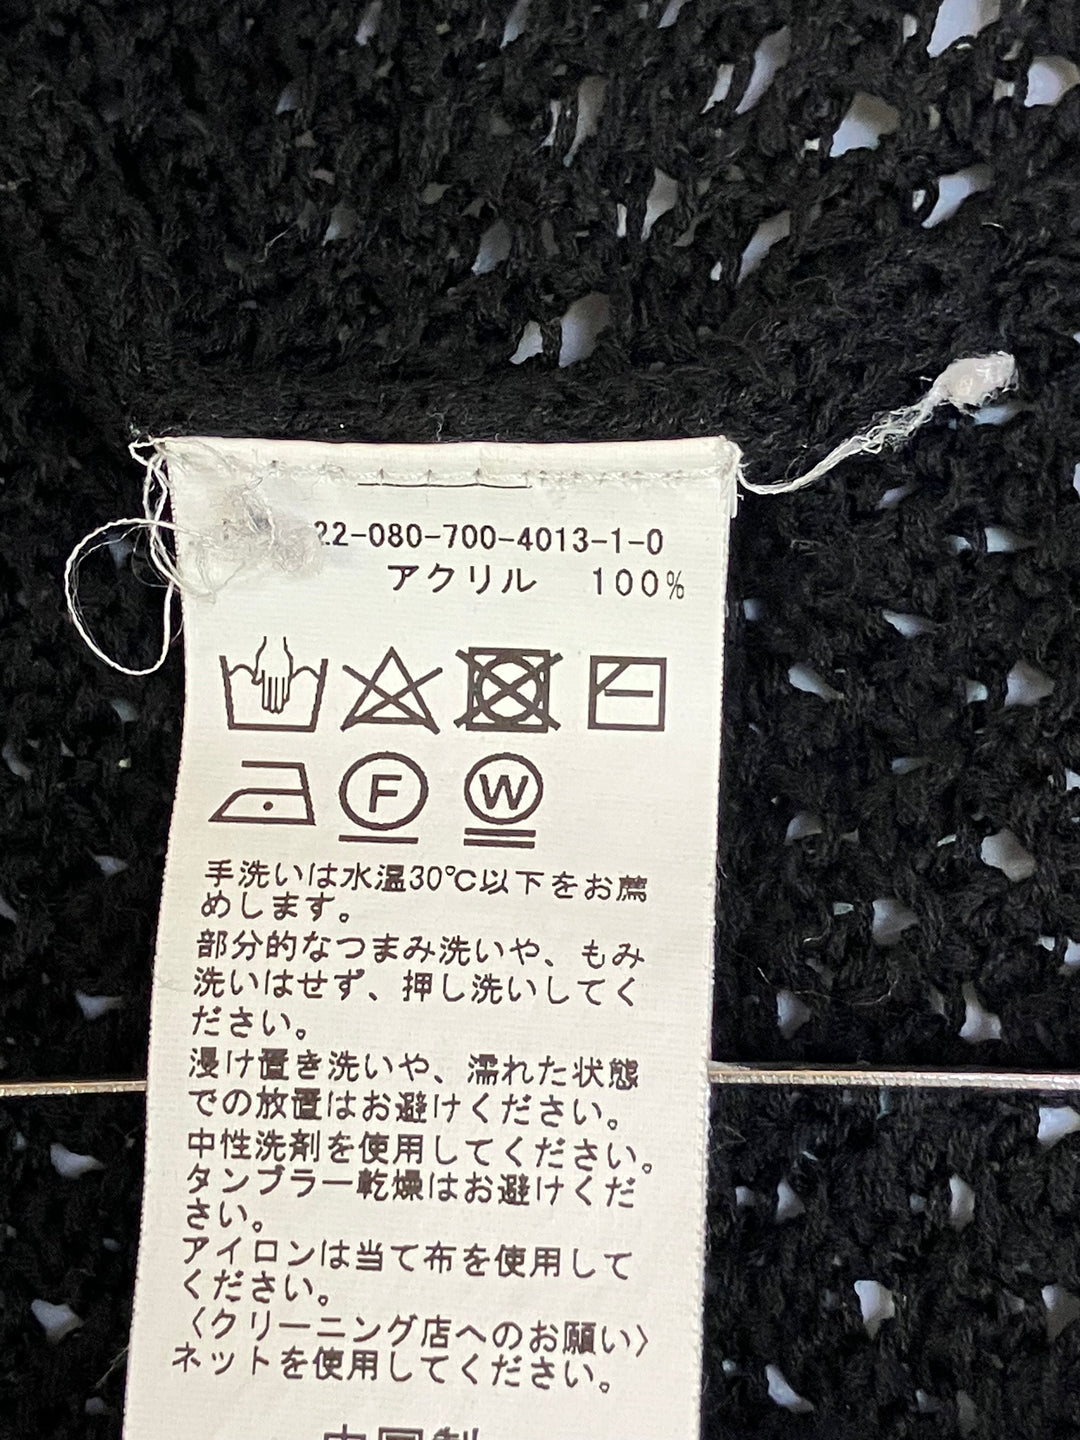 22-080-700-4013-1-0
アクリル 100%
F W
手洗いは水温30℃以下をお薦
めします。
部分的なつまみ洗いや、もみ
洗いはせず、押し洗いしてく
ださい。
浸け置き洗いや、濡れた状態
での放置はお避けください。
中性洗剤を使用してください。
タンブラー乾燥はお避けくだ
さい。
アイロンは当て布を使用して
ください。
〈クリーニング店へのお願い〉
ネットを使用してください。
中国製